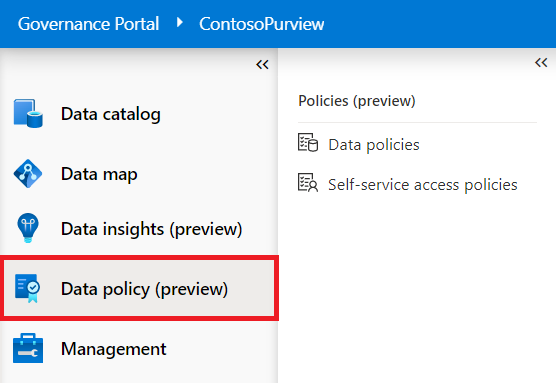 Governance Portal ContosoPurview
Data catalog
Data map
Data insights (preview)
Data policy (preview)
Management
Policies (preview)
Data policies
Self-service access policies